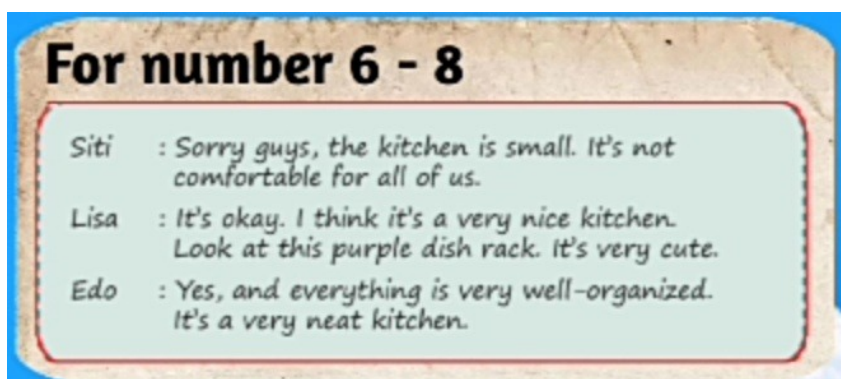 For number 6 - 8
Siti : Sorry guys, the kitchen is small. It's not
comfortable for all of us.
Lisa : It's okay. I think it's a very nice kitchen.
Look at this purple dish rack. It's very cute.
Edo : Yes, and everything is very well-organized.
It's a very neat kitchen.